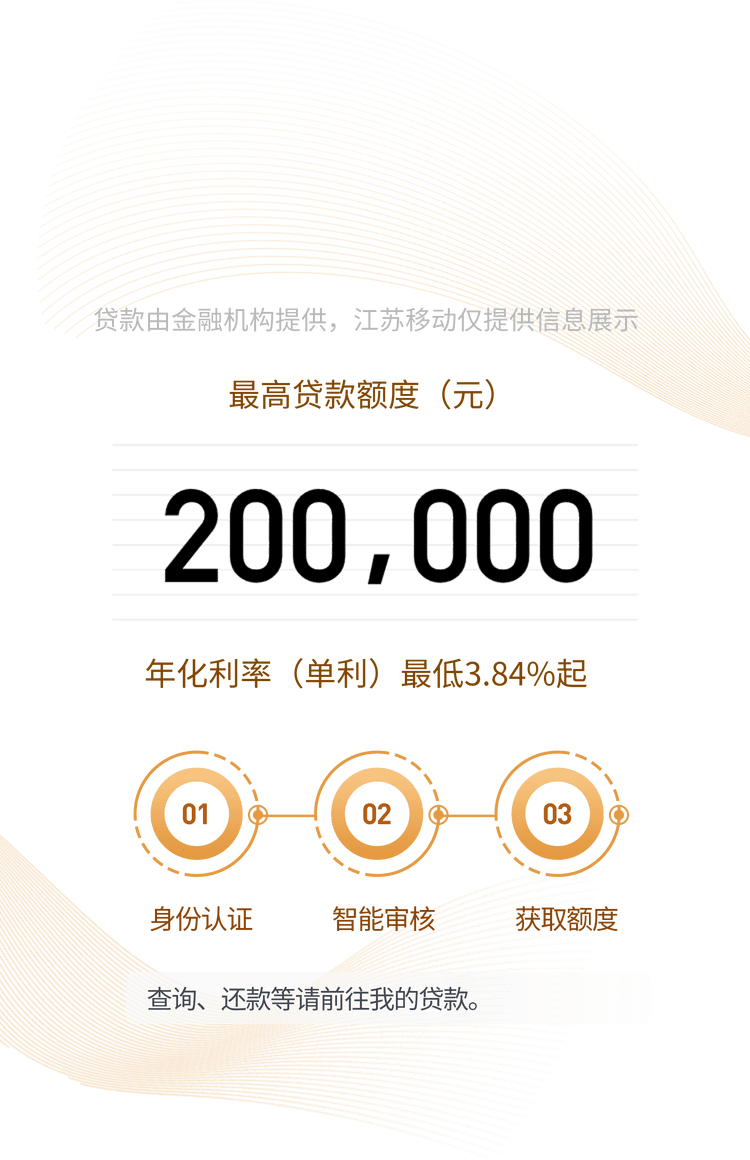 贷款由金融机构提供，江苏移动仅提供信息展示
最高贷款额度（元）
200,000
年化利率（单利）最低3.84%起
01 02 03
身份认证 智能审核 获取额度
查询、还款等请前往我的贷款。